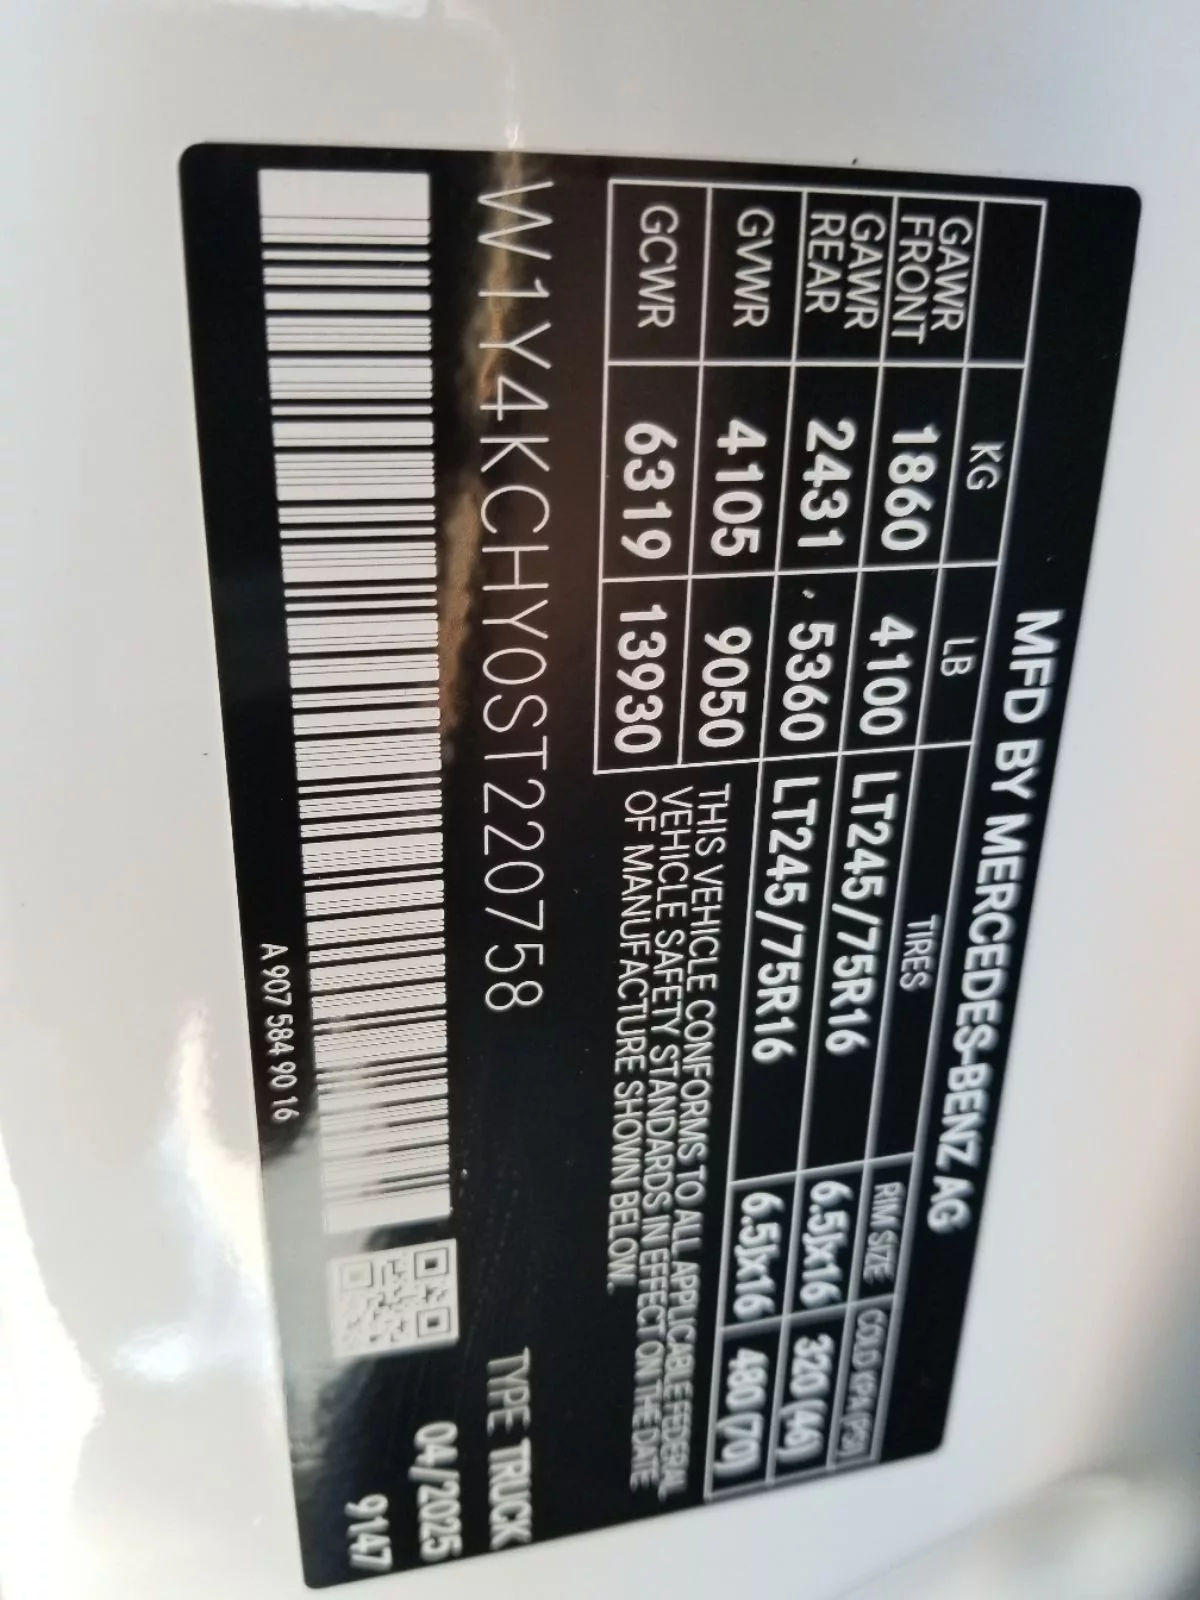 MFD BY MERCEDES-BENZ AG
KG LB TIRES RIM SIZE COLD KPA (PSI)
GAWR FRONT 1860 4100 LT245/75R16 6.5Jx16 320 (46)
GAWR REAR 2431 5360 LT245/75R16 6.5Jx16 480 (70)
GVWR 4105 9050
GCWR 6319 13930
THIS VEHICLE CONFORMS TO ALL APPLICABLE FEDERAL
VEHICLE SAFETY STANDARDS IN EFFECT ON THE DATE
OF MANUFACTURE SHOWN BELOW.
W1Y4KCHY0ST220758
TYPE TRUCK
04/2025
9147
A 907 584 90 16